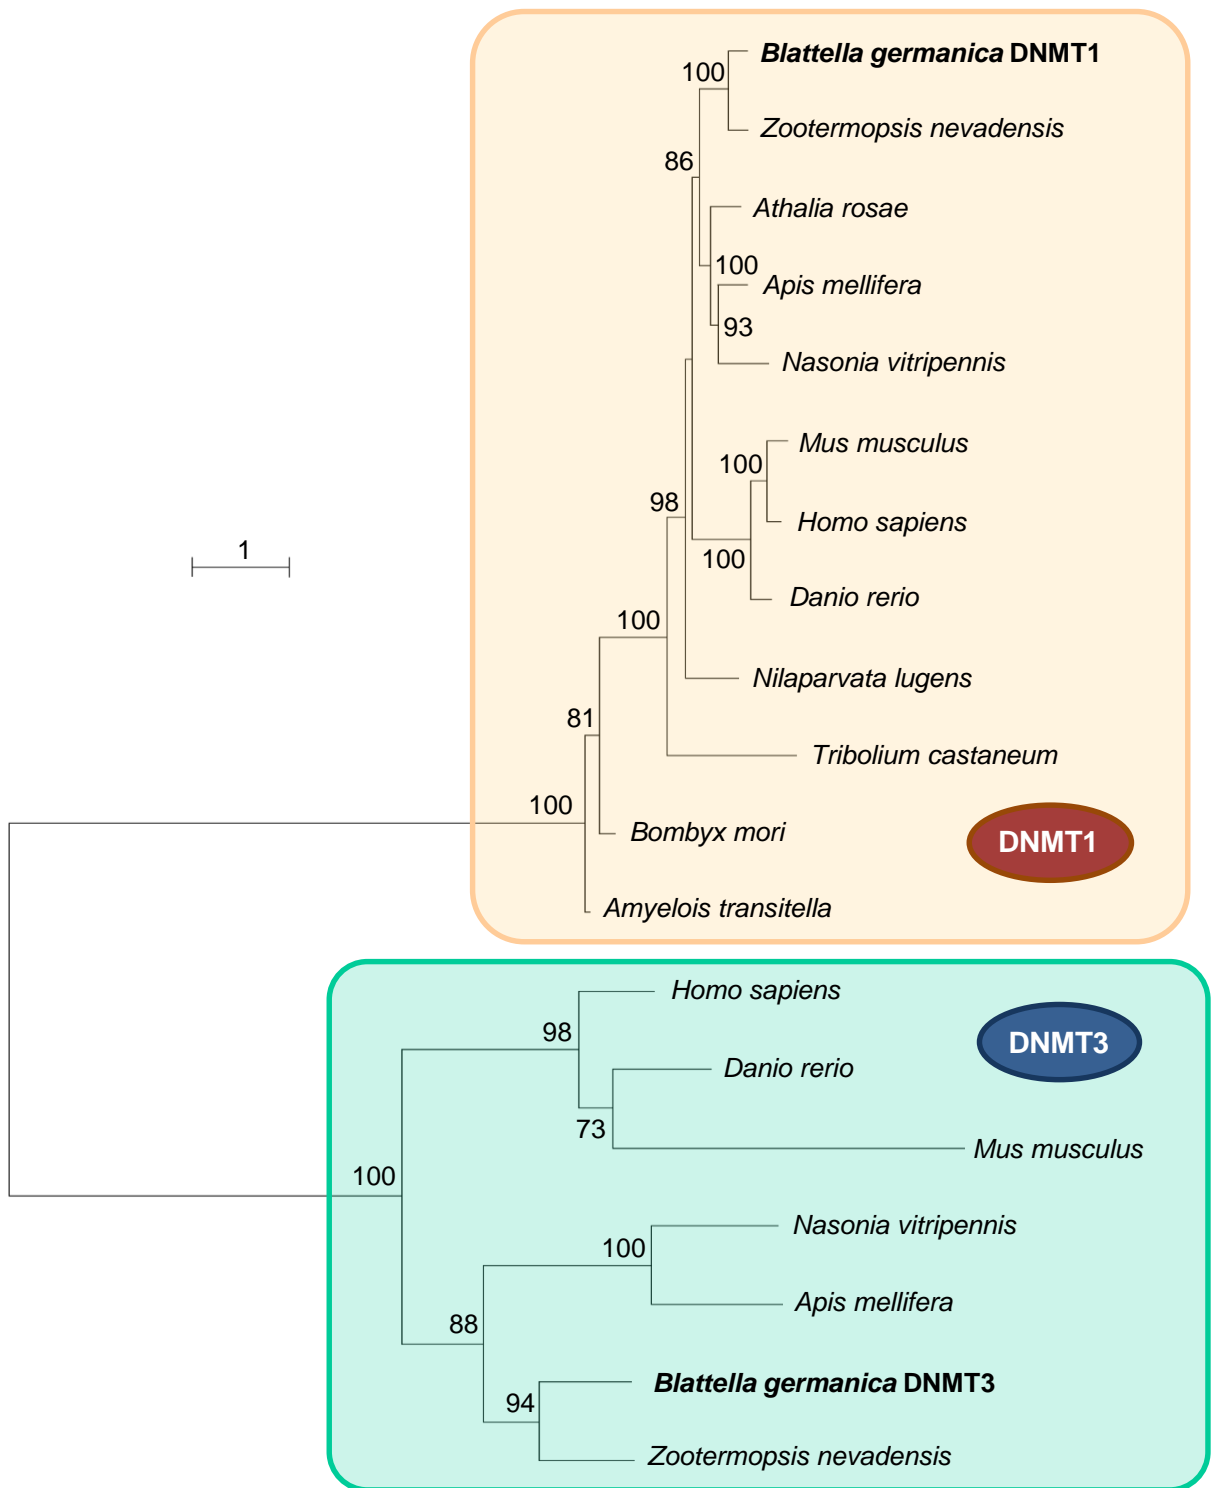 Blattella germanica DNMT1
100
Zootermopsis nevadensis
86
Athalia rosae
100
Apis mellifera
93
Nasonia vitripennis
Mus musculus
100
98
Homo sapiens
1
100
Danio rerio
100
Nilaparvata lugens
81
Tribolium castaneum
100
Bombyx mori
DNMT1
Amyelois transitella
Homo sapiens
98
DNMT3
Danio rerio
73
Mus musculus
100
Nasonia vitripennis
100
Apis mellifera
88
Blattella germanica DNMT3
94
Zootermopsis nevadensis